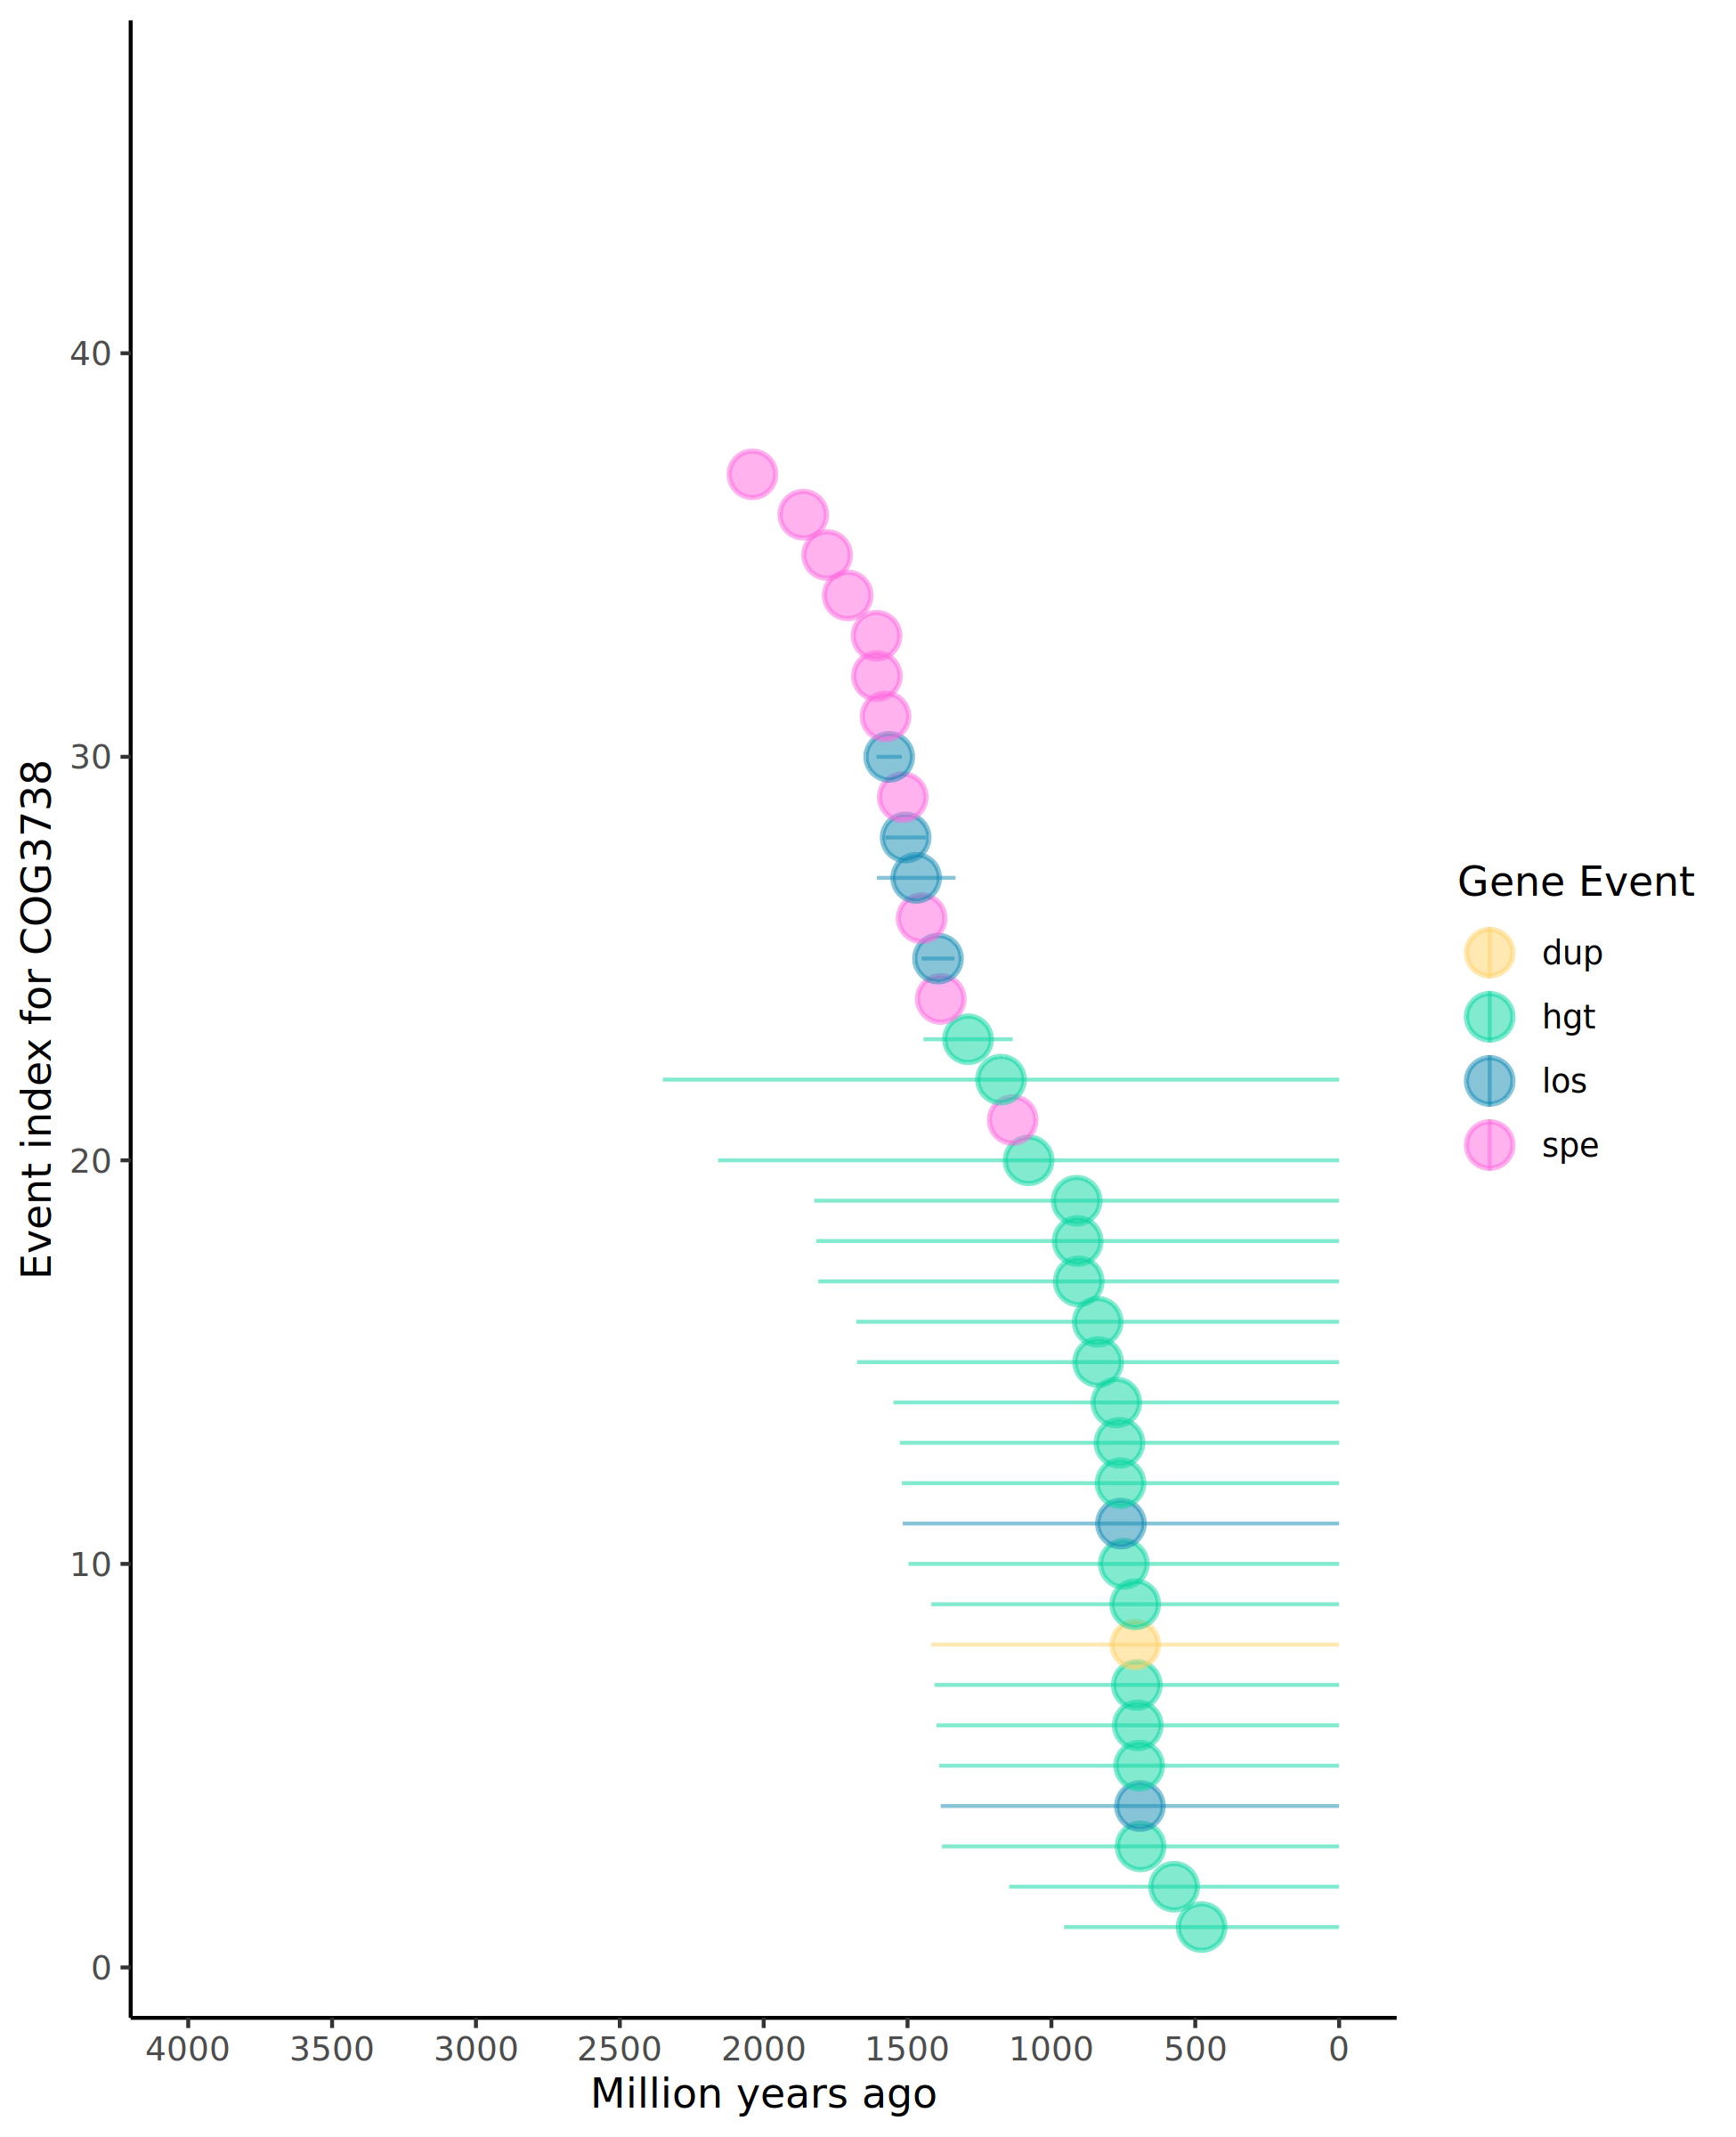 Event index for COG3738
40
30
20
10
0
4000 3500 3000 2500 2000 1500 1000 500 0
Million years ago
Gene Event
dup
hgt
los
spe